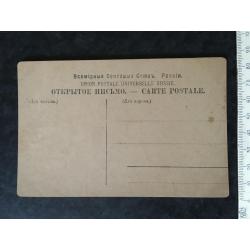 Всемірный Почтовый Союзъ. Россія.
UNION POSTALE UNIVERSELLE RUSSIE.
ОТКРЫТОЕ ПИСЬМО. — CARTE POSTALE.